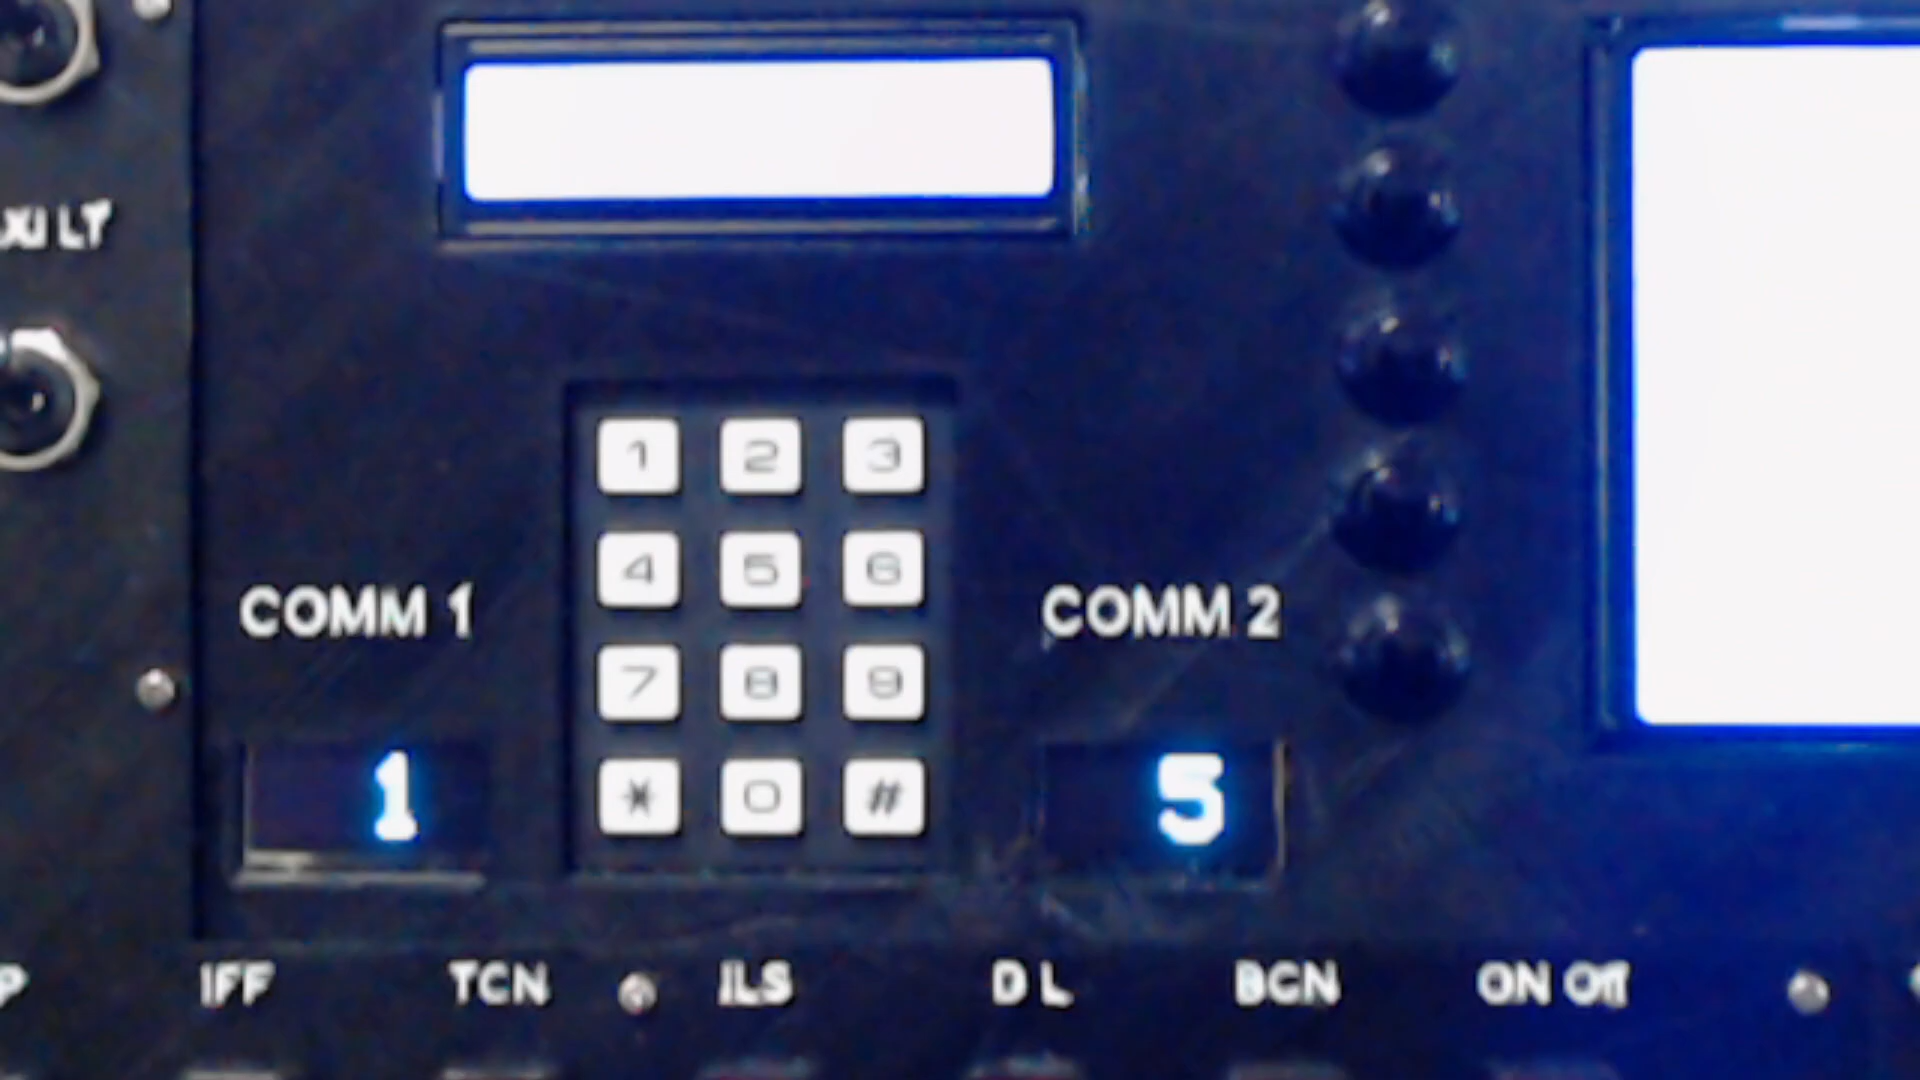 XI LT
1 2 3
4 5 6
COMM 1
COMM 2
7 8 9
1
* 0 #
5
P IFF TCN ILS D L BCN ON Off